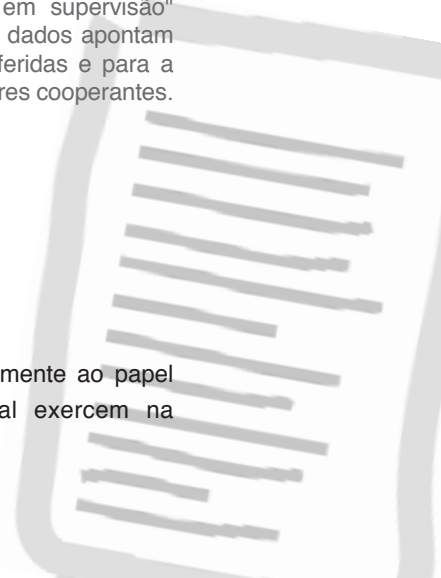 em supervisão"
dados apontam
feridas e para a
res cooperantes.
mente ao papel
al exercem na